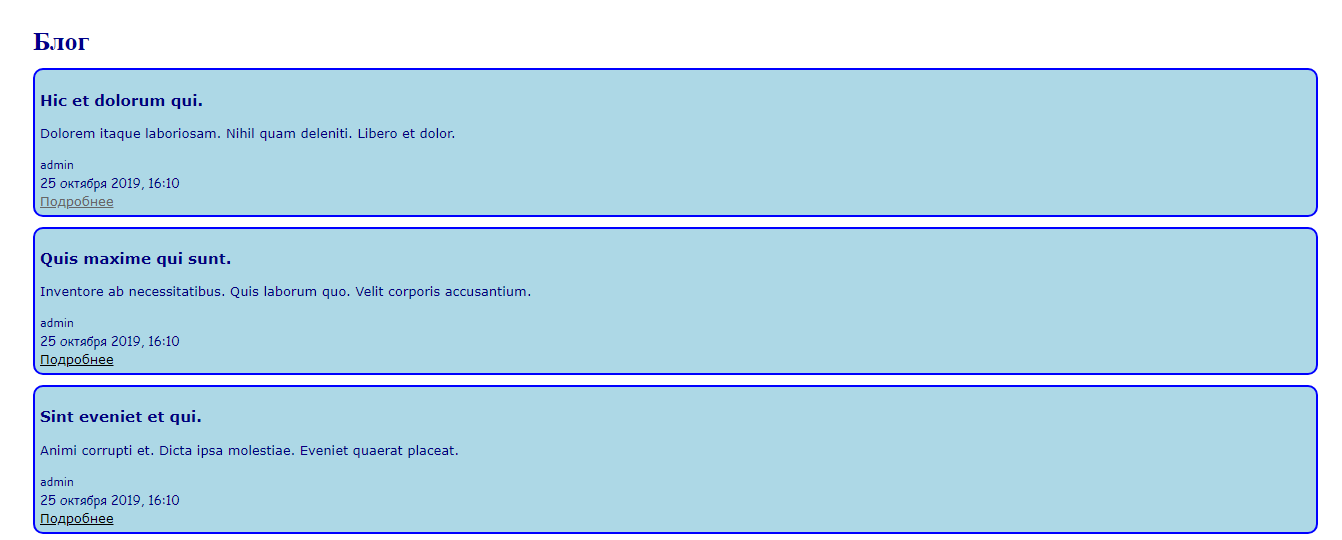 Блог
Hic et dolorum qui.
Dolorem itaque laboriosam. Nihil quam deleniti. Libero et dolor.
admin
25 октября 2019, 16:10
Подробнее
Quis maxime qui sunt.
Inventore ab necessitatibus. Quis laborum quo. Velit corporis accusantium.
admin
25 октября 2019, 16:10
Подробнее
Sint eveniet et qui.
Animi corrupti et. Dicta ipsa molestiae. Eveniet quaerat placeat.
admin
25 октября 2019, 16:10
Подробнее